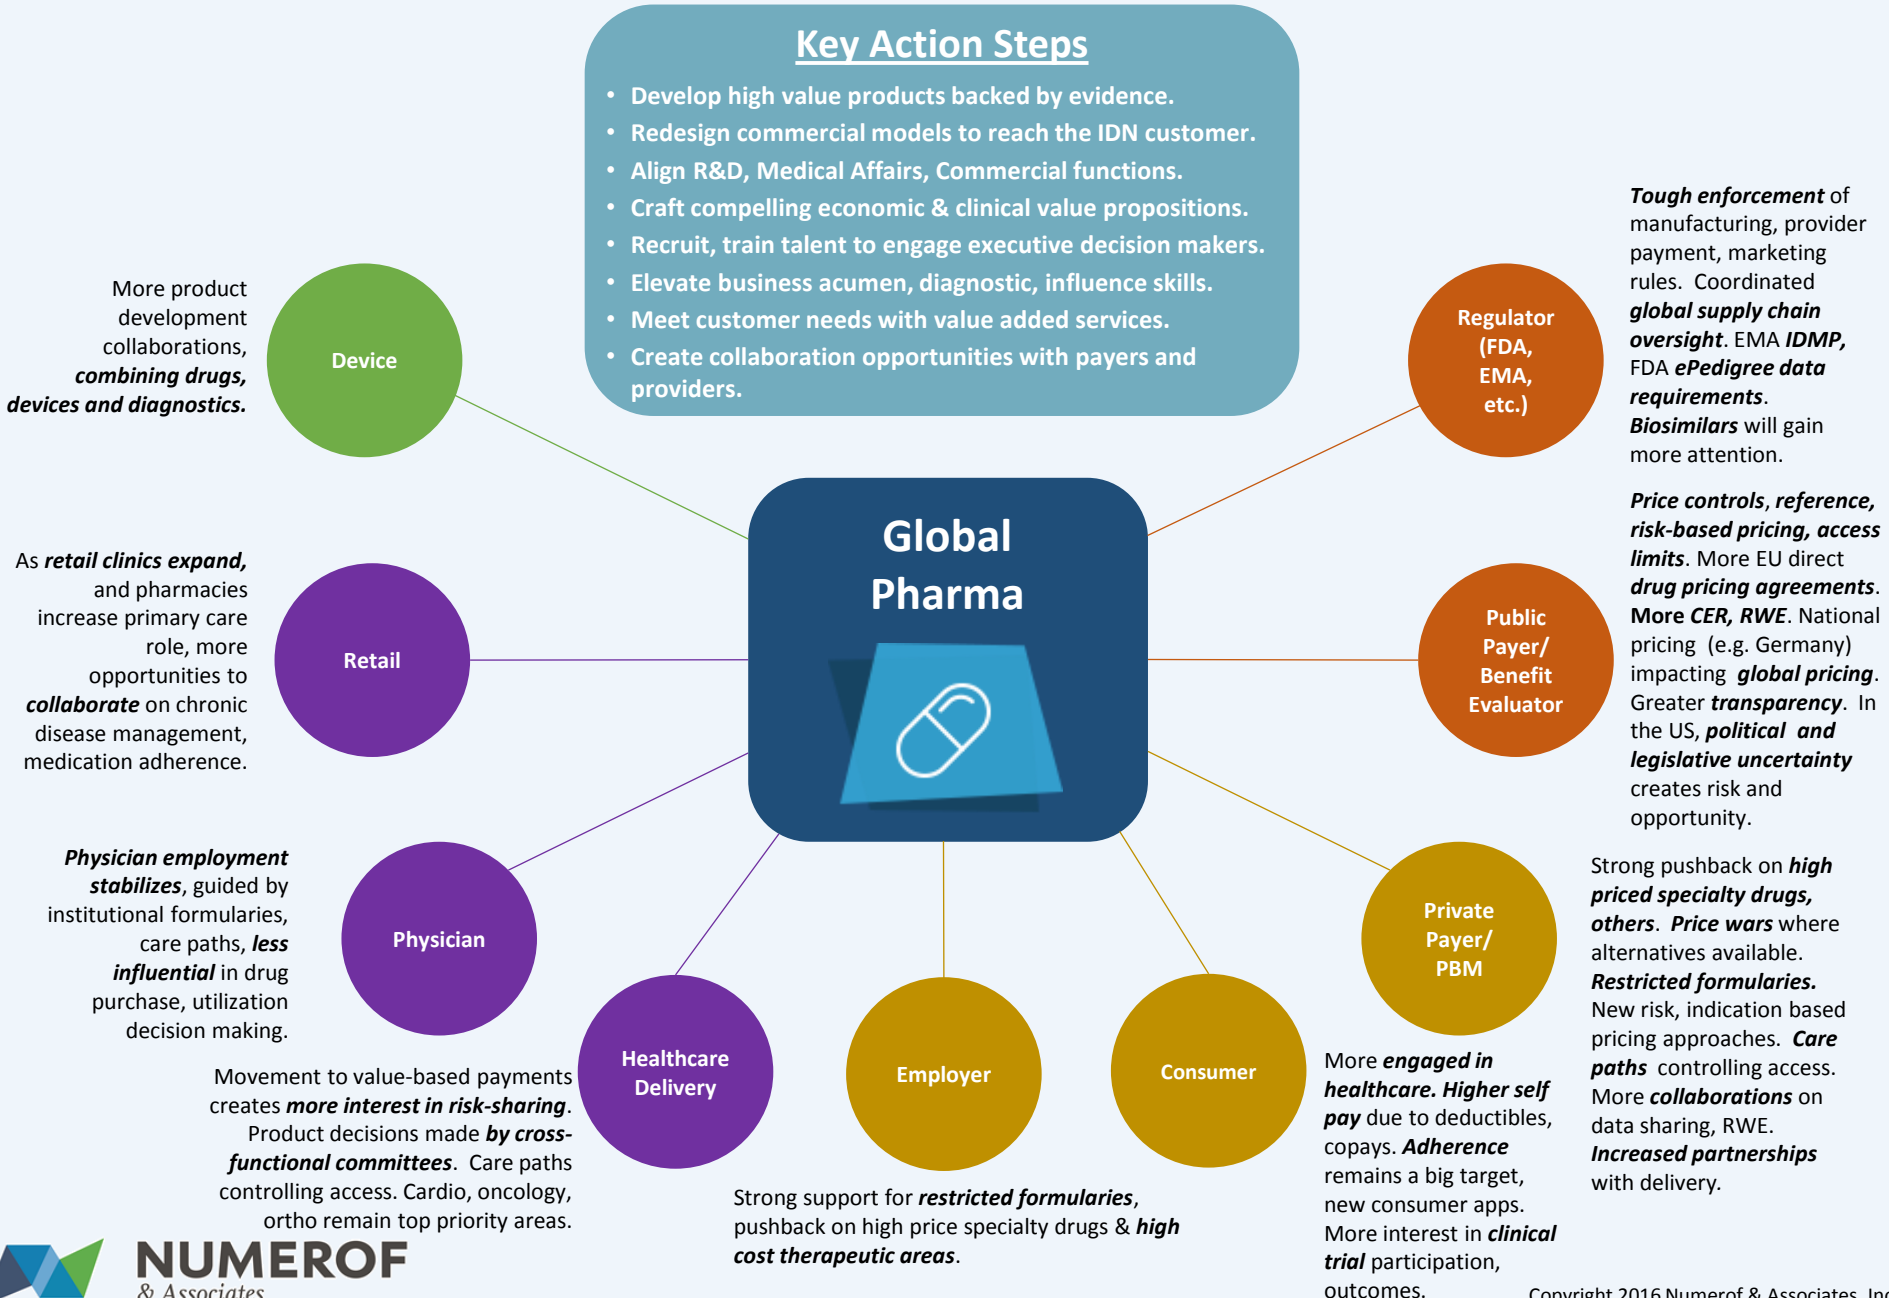 Key Action Steps
• Develop high value products backed by evidence.
• Redesign commercial models to reach the IDN customer.
• Align R&D, Medical Affairs, Commercial functions.
• Craft compelling economic & clinical value propositions.
• Recruit, train talent to engage executive decision makers.
• Elevate business acumen, diagnostic, influence skills.
• Meet customer needs with value added services.
• Create collaboration opportunities with payers and
providers.
More product
development
collaborations,
combining drugs,
devices and diagnostics.
Device
Regulator
(FDA,
EMA,
etc.)
Tough enforcement of
manufacturing, provider
payment, marketing
rules. Coordinated
global supply chain
oversight. EMA IDMP,
FDA ePedigree data
requirements.
Biosimilars will gain
more attention.
Global
Pharma
As retail clinics expand,
and pharmacies
increase primary care
role, more
opportunities to
collaborate on chronic
disease management,
medication adherence.
Retail
Public
Payer/
Benefit
Evaluator
Price controls, reference,
risk-based pricing, access
limits. More EU direct
drug pricing agreements.
More CER, RWE. National
pricing (e.g. Germany)
impacting global pricing.
Greater transparency. In
the US, political and
legislative uncertainty
creates risk and
opportunity.
Physician employment
stabilizes, guided by
institutional formularies,
care paths, less
influential in drug
purchase, utilization
decision making.
Physician
Private
Payer/
PBM
Strong pushback on high
priced specialty drugs,
others. Price wars where
alternatives available.
Restricted formularies.
New risk, indication based
pricing approaches. Care
paths controlling access.
More collaborations on
data sharing, RWE.
Increased partnerships
with delivery.
Movement to value-based payments
creates more interest in risk-sharing.
Product decisions made by cross-
functional committees. Care paths
controlling access. Cardio, oncology,
ortho remain top priority areas.
Healthcare
Delivery
Employer
Strong support for restricted formularies,
pushback on high price specialty drugs & high
cost therapeutic areas.
Consumer
More engaged in
healthcare. Higher self
pay due to deductibles,
copays. Adherence
remains a big target,
new consumer apps.
More interest in clinical
trial participation,
outcomes.
NUMEROF
& Associates
Copyright 2016 Numerof & Associates, Inc